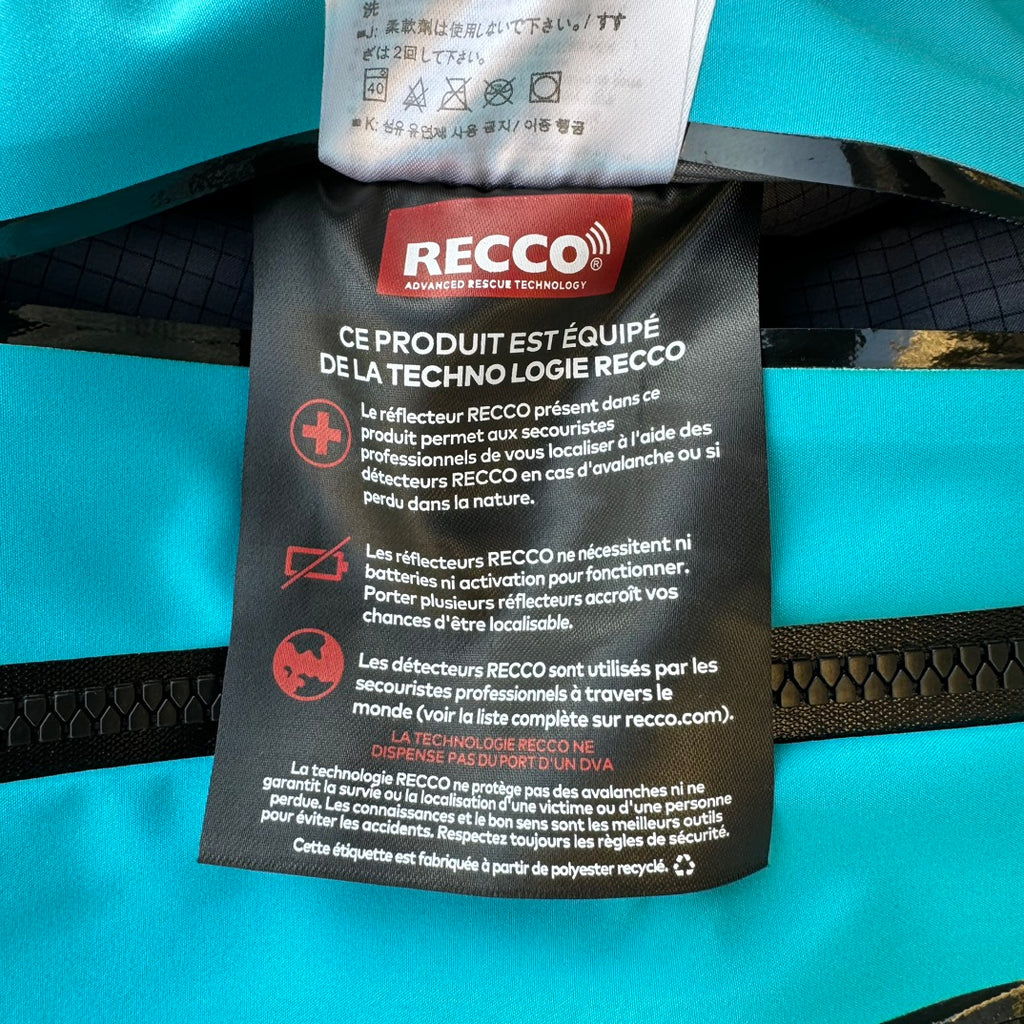 洗
J: 柔軟剤は使用しないで下さい。/ すす
ぎは2回して下さい。
40
K: 섬유 유연제 사용 금지/ 이중 헹굼
RECCO®
ADVANCED RESCUE TECHNOLOGY
CE PRODUIT EST ÉQUIPÉ
DE LA TECHNO LOGIE RECCO
Le réflecteur RECCO présent dans ce
produit permet aux secouristes
professionnels de vous localiser à l'aide des
détecteurs RECCO en cas d'avalanche ou si
perdu dans la nature.
Les réflecteurs RECCO ne nécessitent ni
batteries ni activation pour fonctionner.
Porter plusieurs réflecteurs accroît vos
chances d'être localisable.
Les détecteurs RECCO sont utilisés par les
secouristes professionnels à travers le
monde (voir la liste complète sur recco.com).
LA TECHNOLOGIE RECCO NE
DISPENSE PAS DU PORT D'UN DVA
La technologie RECCO ne protège pas des avalanches ni ne
garantit la survie ou la localisation d'une victime ou d'une personne
perdue. Les connaissances et le bon sens sont les meilleurs outils
pour éviter les accidents. Respectez toujours les règles de sécurité.
Cette étiquette est fabriquée à partir de polyester recyclé.